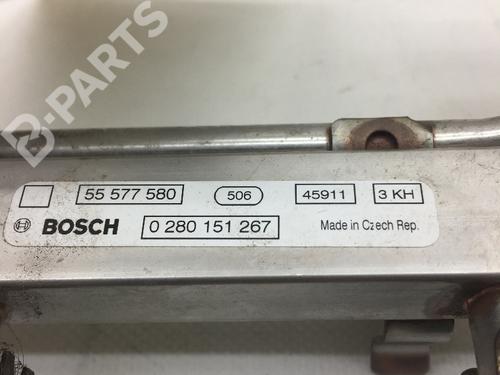 B-PARTS
55 577 580 506 45911 3 KH
BOSCH 0 280 151 267 Made in Czech Rep.